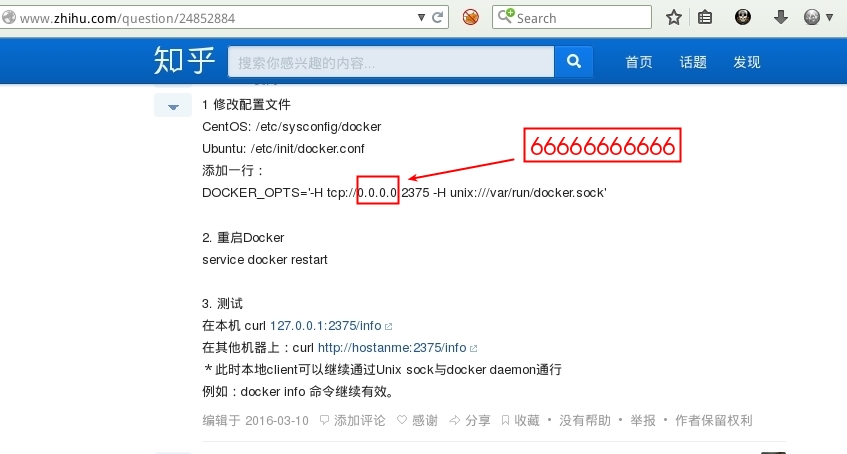 www.zhihu.com/question/24852884
Search
知乎
搜索你感兴趣的内容...
首页
话题
发现
1 修改配置文件
CentOS: /etc/sysconfig/docker
Ubuntu: /etc/init/docker.conf
66666666666
添加一行：
DOCKER_OPTS='-H tcp://0.0.0.0:2375 -H unix:///var/run/docker.sock'
2. 重启Docker
service docker restart
3. 测试
在本机 curl 127.0.0.1:2375/info
在其他机器上：curl http://hostanme:2375/info
＊此时本地client可以继续通过Unix sock与docker daemon通行
例如：docker info 命令继续有效。
编辑于 2016-03-10 添加评论 感谢 分享 收藏 • 没有帮助 • 举报 • 作者保留权利